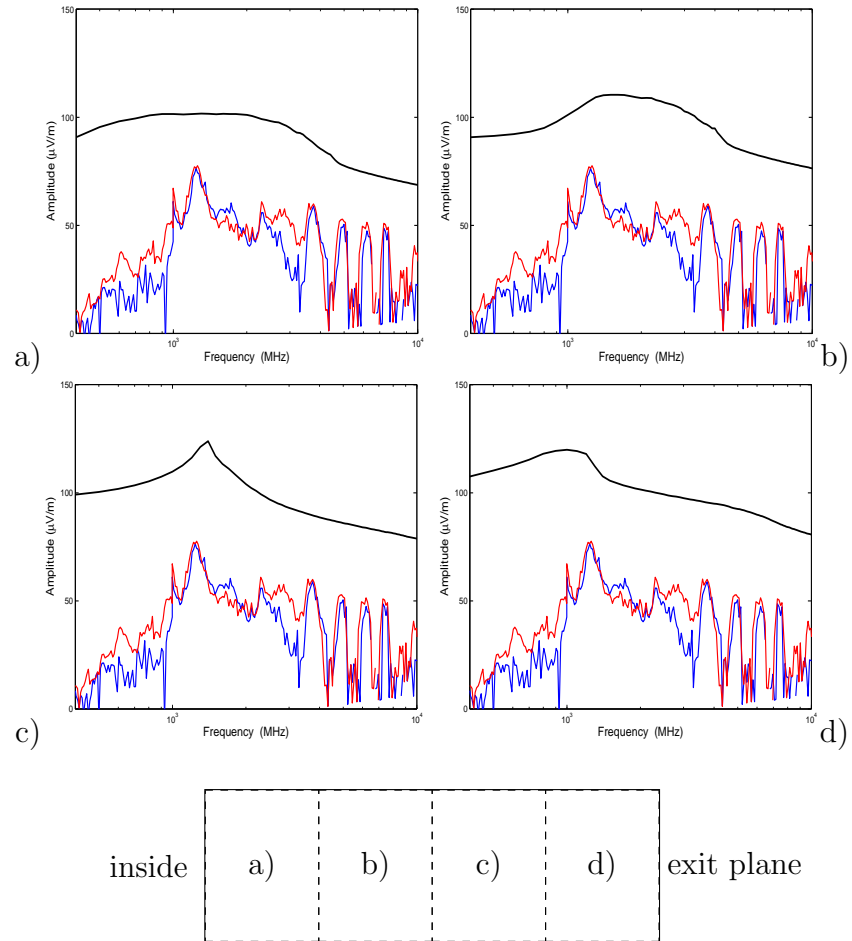 150
100
50
0
Amplitude (μV/m)
10³
10⁴
Frequency (MHz)
a)
150
100
50
0
Amplitude (μV/m)
10³
10⁴
Frequency (MHz)
b)
150
100
50
0
Amplitude (μV/m)
10³
10⁴
Frequency (MHz)
c)
150
100
50
0
Amplitude (μV/m)
10³
10⁴
Frequency (MHz)
d)
inside a) b) c) d) exit plane